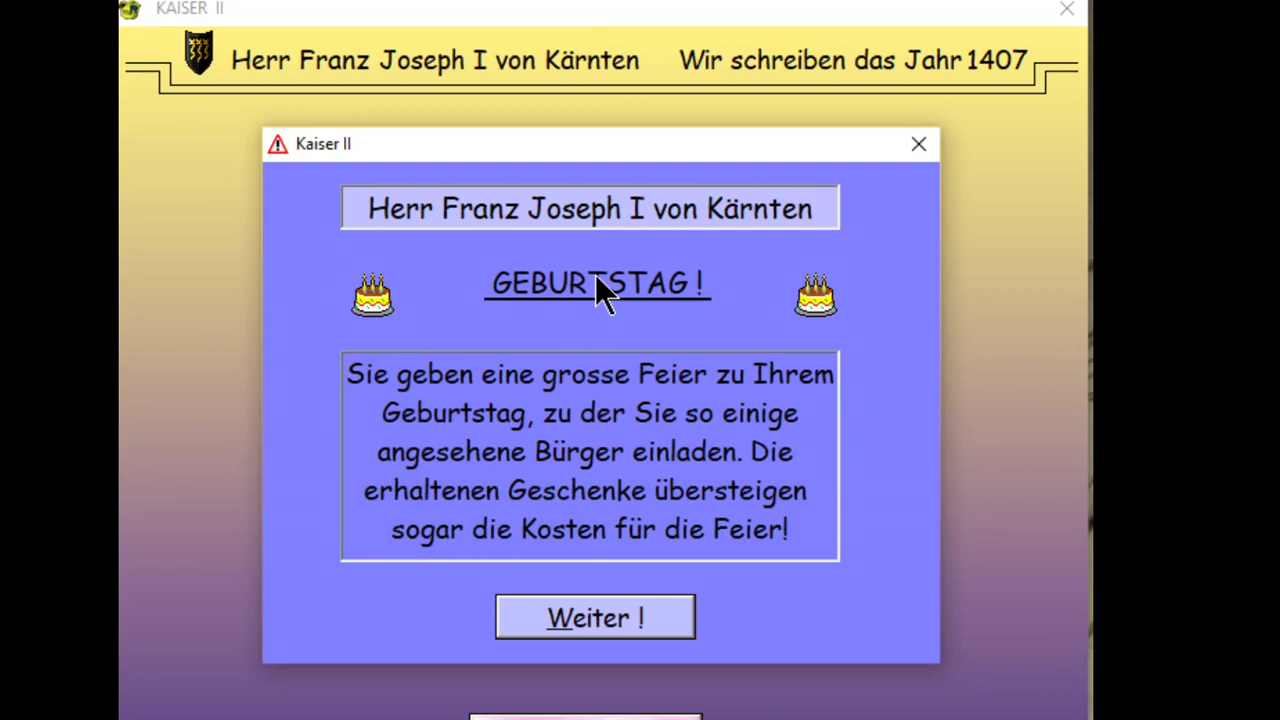 KAISER II
Herr Franz Joseph I von Kärnten Wir schreiben das Jahr 1407
Kaiser II
Herr Franz Joseph I von Kärnten
GEBURTSTAG !
Sie geben eine grosse Feier zu Ihrem
Geburtstag, zu der Sie so einige
angesehene Bürger einladen. Die
erhaltenen Geschenke übersteigen
sogar die Kosten für die Feier!
Weiter !